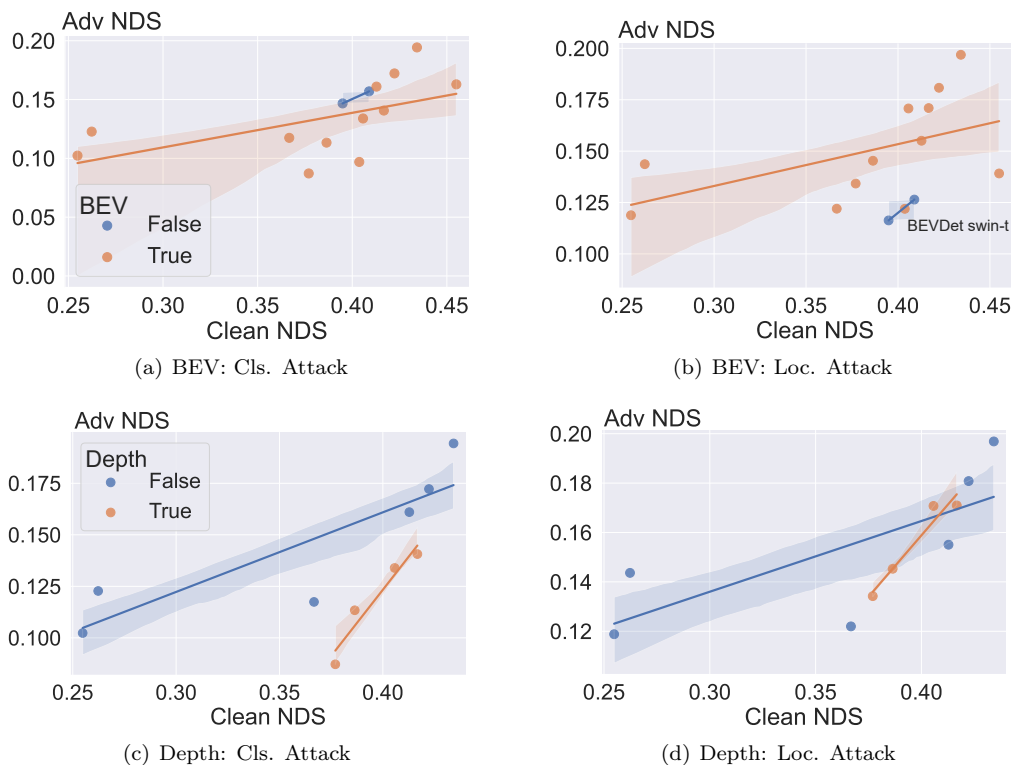 Adv NDS
0.20
0.15
0.10
0.05
0.00
BEV
False
True
0.25 0.30 0.35 0.40 0.45
Clean NDS
(a) BEV: Cls. Attack
Adv NDS
0.200
0.175
0.150
0.125
0.100
BEVDet swin-t
0.25 0.30 0.35 0.40 0.45
Clean NDS
(b) BEV: Loc. Attack
Adv NDS
0.175
0.150
0.125
0.100
Depth
False
True
0.25 0.30 0.35 0.40
Clean NDS
(c) Depth: Cls. Attack
Adv NDS
0.20
0.18
0.16
0.14
0.12
0.25 0.30 0.35 0.40
Clean NDS
(d) Depth: Loc. Attack